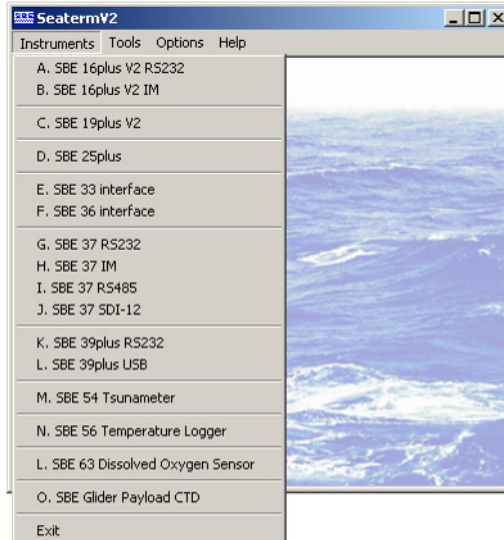 SBE SeatermV2
Instruments Tools Options Help
A. SBE 16plus V2 RS232
B. SBE 16plus V2 IM
C. SBE 19plus V2
D. SBE 25plus
E. SBE 33 interface
F. SBE 36 interface
G. SBE 37 RS232
H. SBE 37 IM
I. SBE 37 RS485
J. SBE 37 SDI-12
K. SBE 39plus RS232
L. SBE 39plus USB
M. SBE 54 Tsunameter
N. SBE 56 Temperature Logger
L. SBE 63 Dissolved Oxygen Sensor
O. SBE Glider Payload CTD
Exit